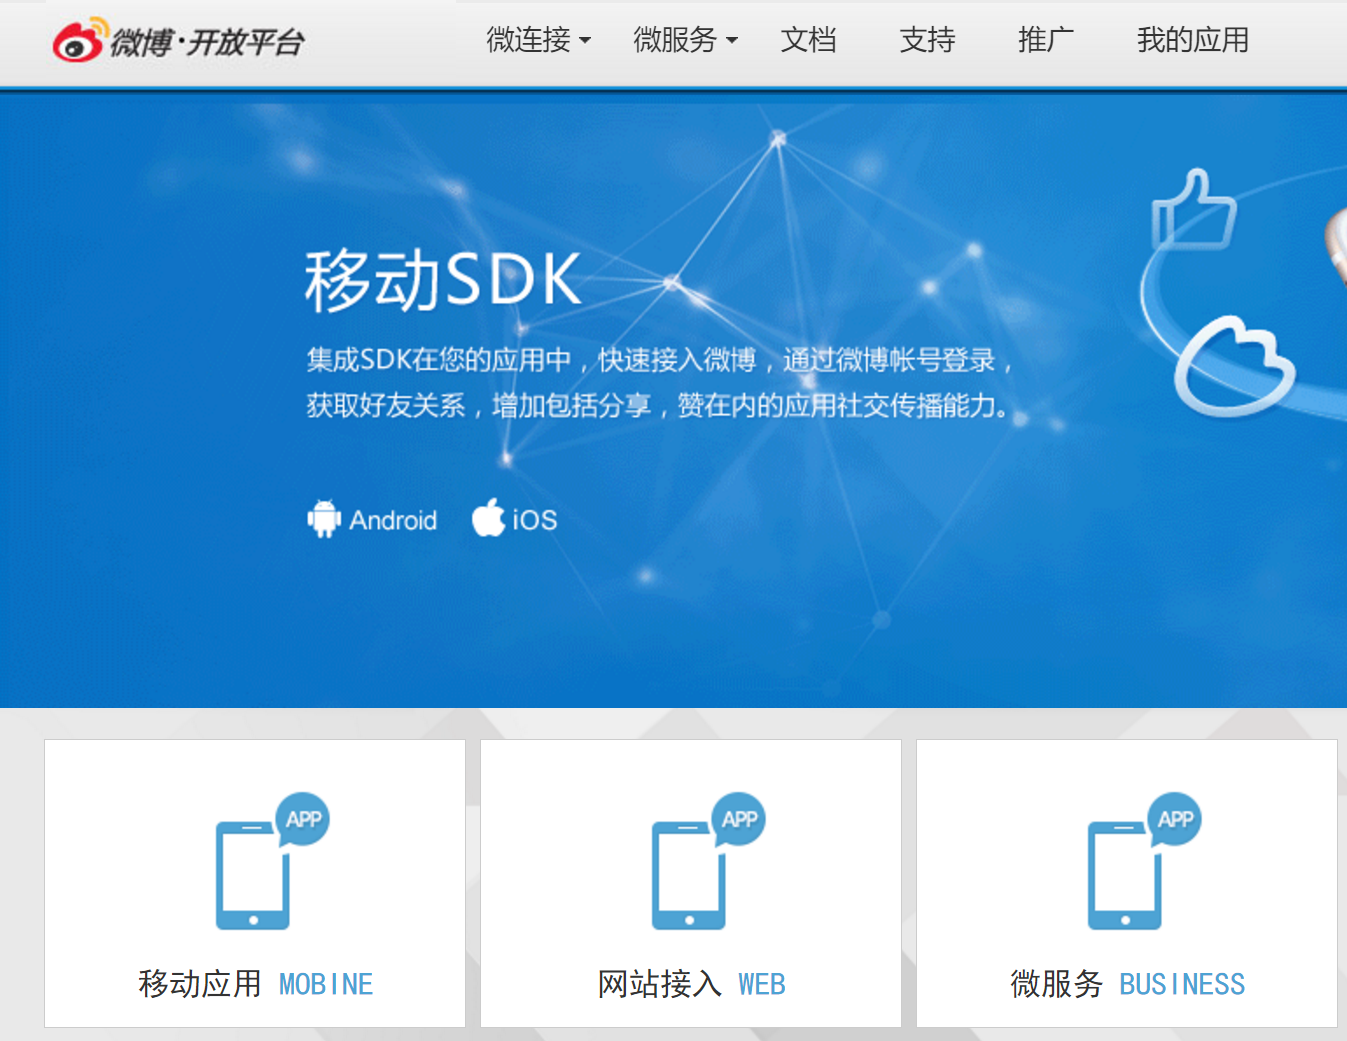 微博·开放平台
微连接 微服务 文档 支持 推广 我的应用
移动SDK
集成SDK在您的应用中，快速接入微博，通过微博帐号登录，
获取好友关系，增加包括分享，赞在内的应用社交传播能力。
Android iOS
APP APP APP
移动应用 MOBINE 网站接入 WEB 微服务 BUSINESS